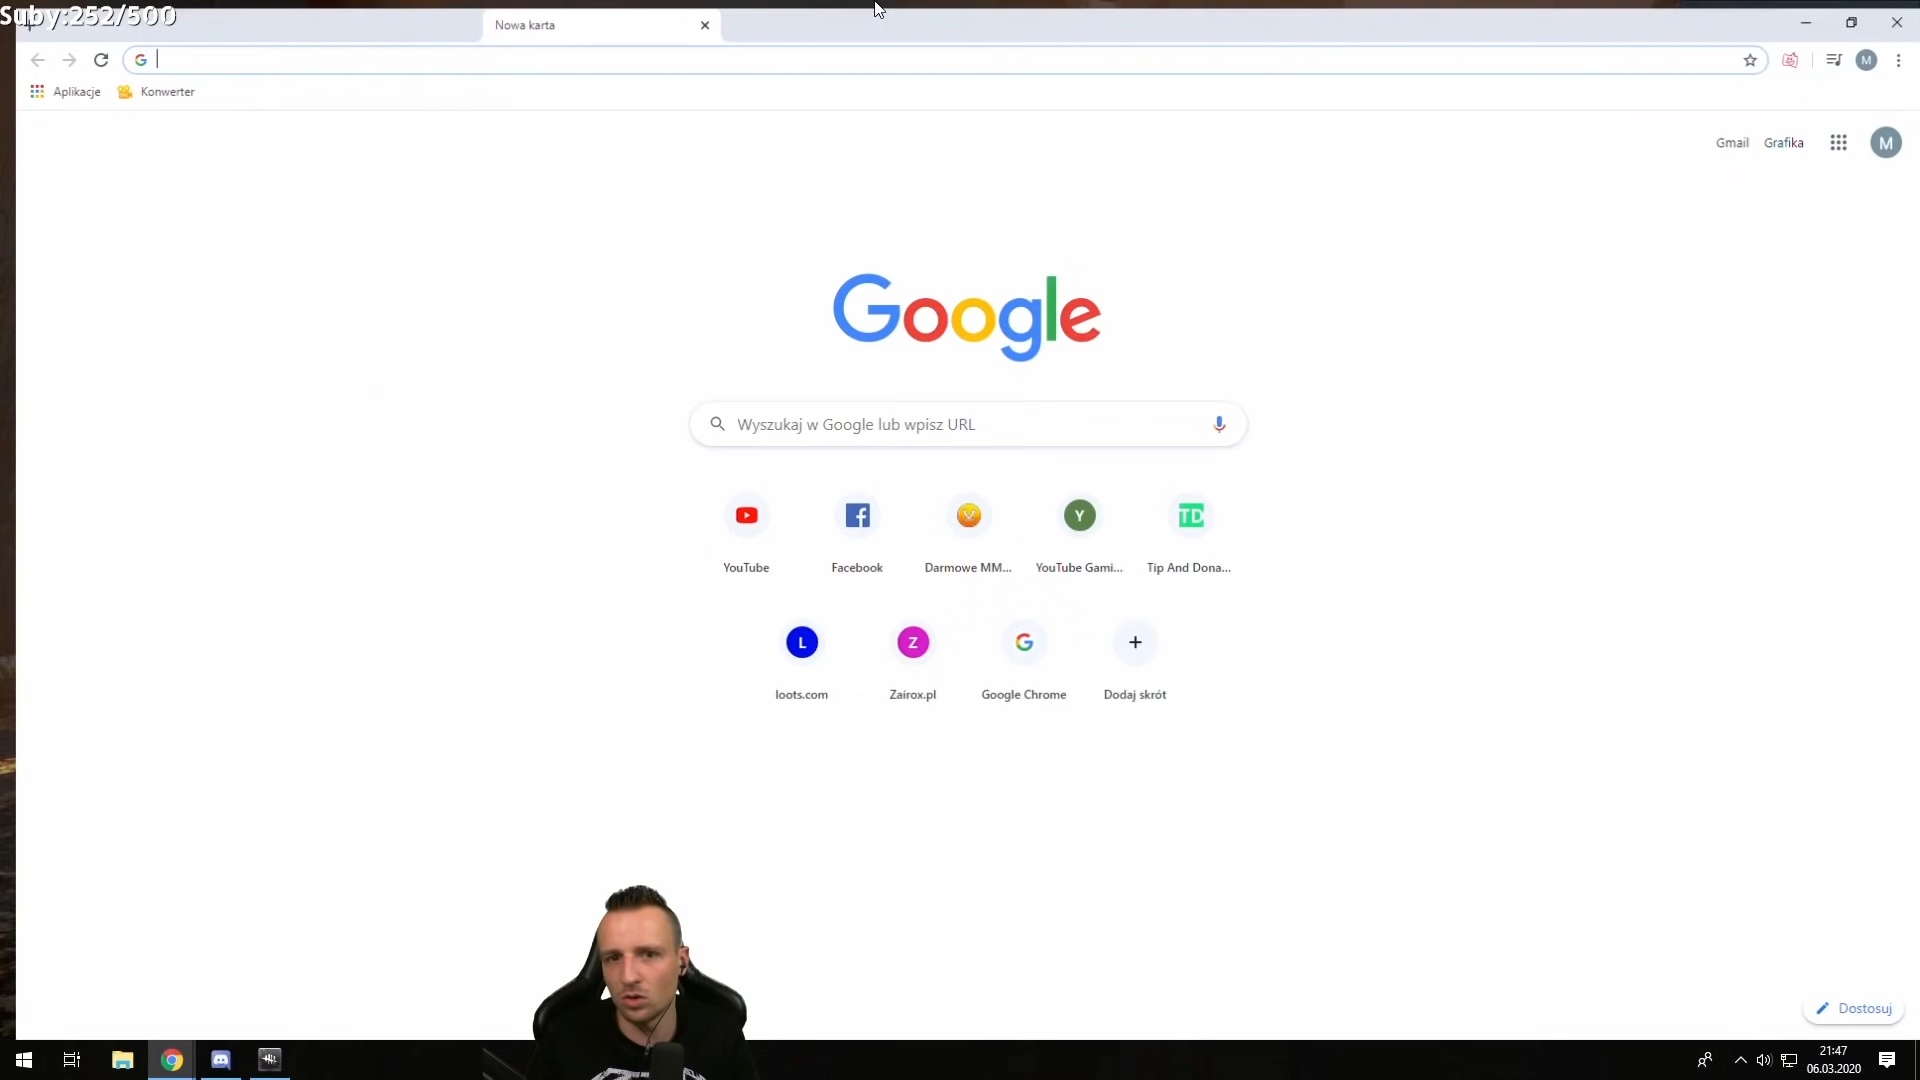 Suby:252/500
Nowa karta
Aplikacje
Konwerter
Gmail
Grafika
M
Google
Wyszukaj w Google lub wpisz URL
YouTube
Facebook
Darmowe MM...
Y
YouTube Gami...
TD
Tip And Dona...
L
loots.com
Z
Zairox.pl
Google Chrome
Dodaj skrót
Dostosuj
21:47
06.03.2020